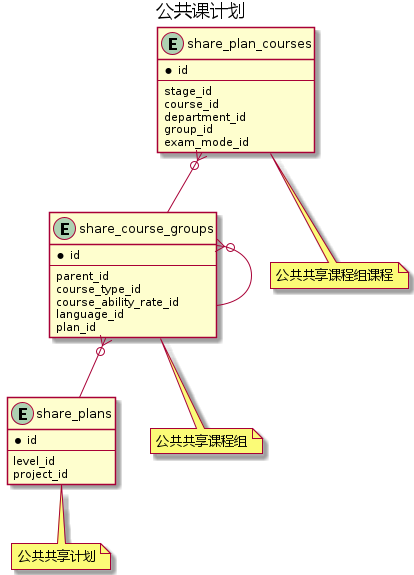 公共课计划
E share_plan_courses
id
stage_id
course_id
department_id
group_id
exam_mode_id
公共共享课程组课程
E share_course_groups
id
parent_id
course_type_id
course_ability_rate_id
language_id
plan_id
公共共享课程组
E share_plans
id
level_id
project_id
公共共享计划